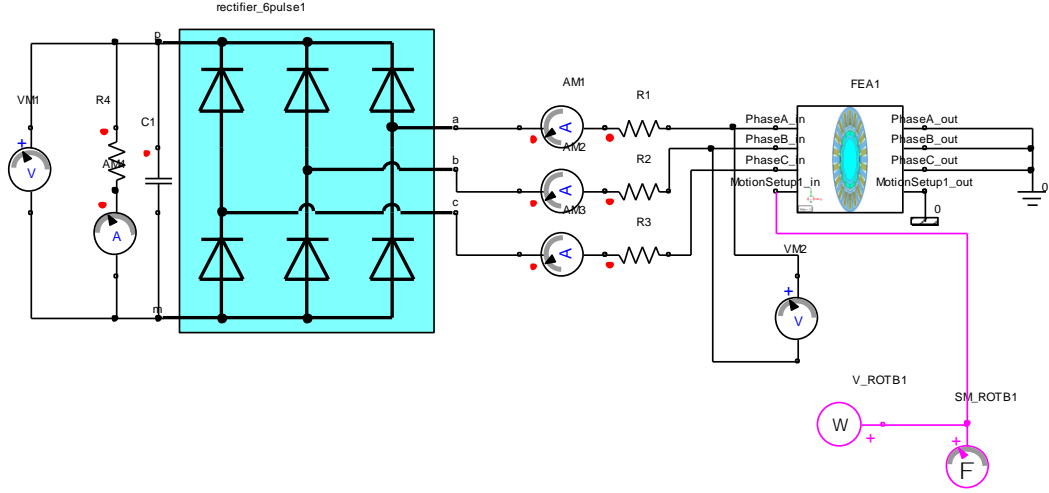 rectifier_6pulse1
p
VM1
R4
C1
AM4
+
V
A
m
a
b
c
AM1
R1
A
AM2
R2
A
AM3
R3
A
FEA1
PhaseA_in
PhaseA_out
PhaseB_in
PhaseB_out
PhaseC_in
PhaseC_out
MotionSetup1_in
MotionSetup1_out
0
0
VM2
+
V
V_ROTB1
SM_ROTB1
W
+
+
F